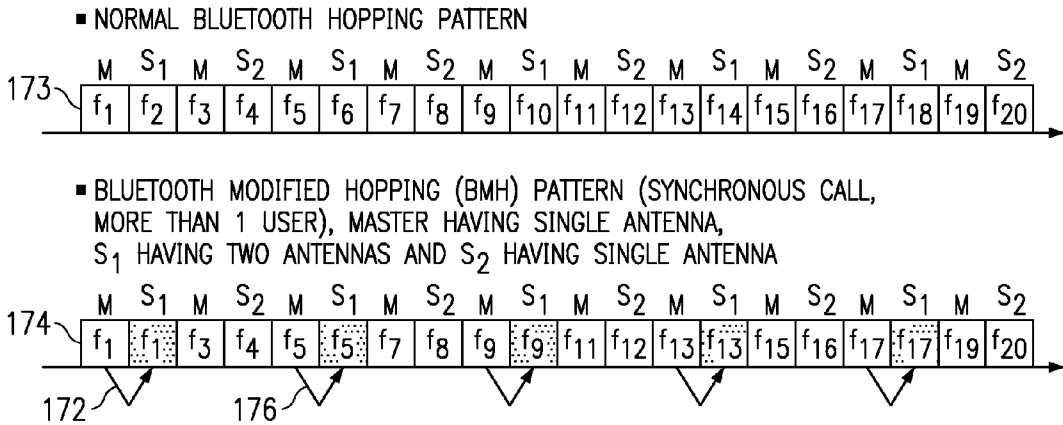 ▪ NORMAL BLUETOOTH HOPPING PATTERN
M S1 M S2 M S1 M S2 M S1 M S2 M S1 M S2 M S1 M S2
173 f1 f2 f3 f4 f5 f6 f7 f8 f9 f10 f11 f12 f13 f14 f15 f16 f17 f18 f19 f20
▪ BLUETOOTH MODIFIED HOPPING (BMH) PATTERN (SYNCHRONOUS CALL,
MORE THAN 1 USER), MASTER HAVING SINGLE ANTENNA,
S1 HAVING TWO ANTENNAS AND S2 HAVING SINGLE ANTENNA
M S1 M S2 M S1 M S2 M S1 M S2 M S1 M S2 M S1 M S2
174 f1 f1 f3 f4 f5 f5 f7 f8 f9 f9 f11 f12 f13 f13 f15 f16 f17 f17 f19 f20
172 176